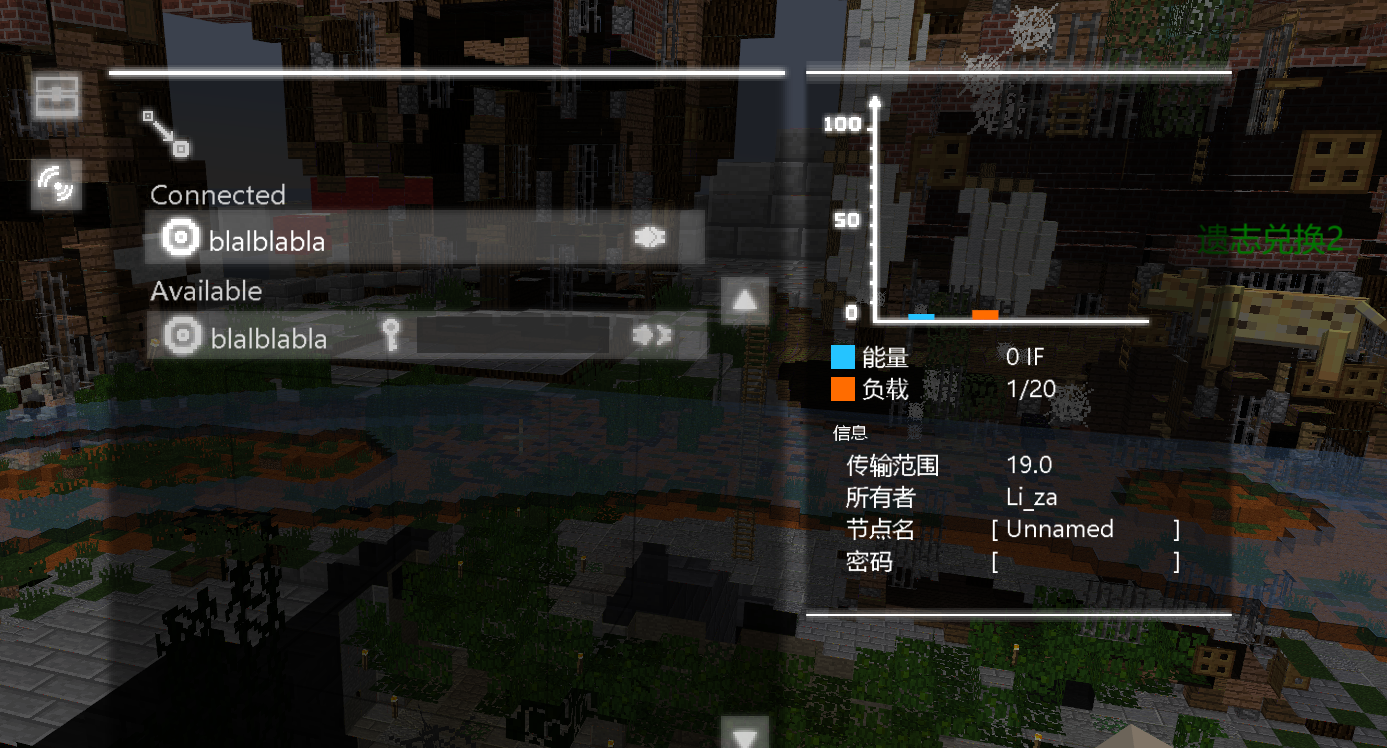 Connected
blalblabla
Available
blalblabla
100
50
0
能量 0 IF
负载 1/20
信息
传输范围 19.0
所有者 Li_za
节点名 [ Unnamed ]
密码 [ ]
遗志兑换2